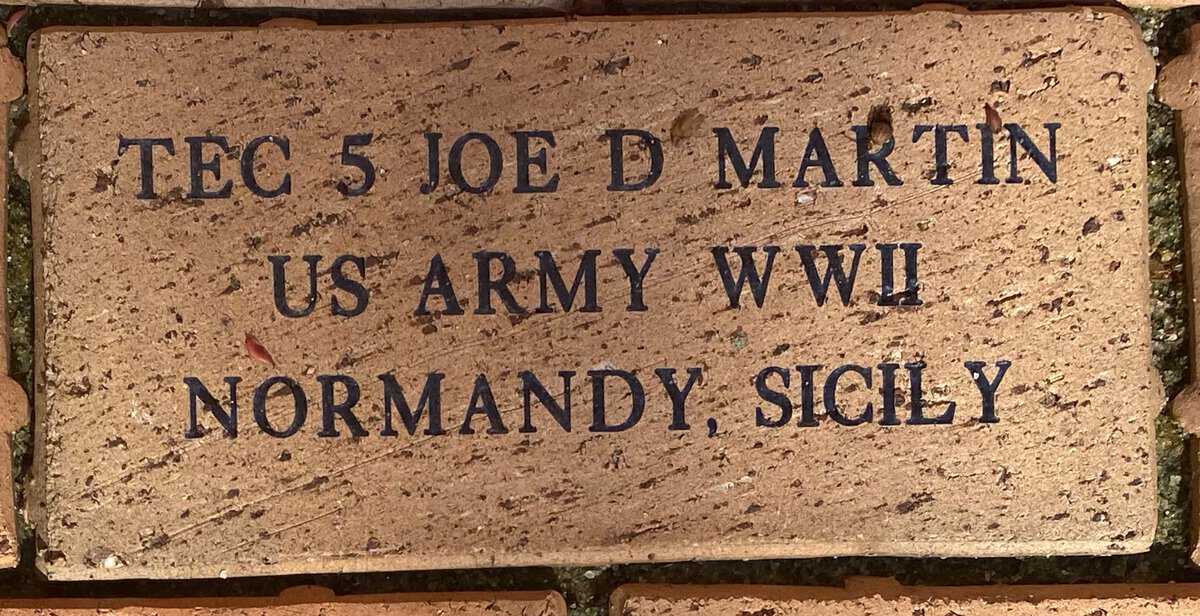 TEC 5 JOE D MARTIN
US ARMY WWII
NORMANDY, SICILY